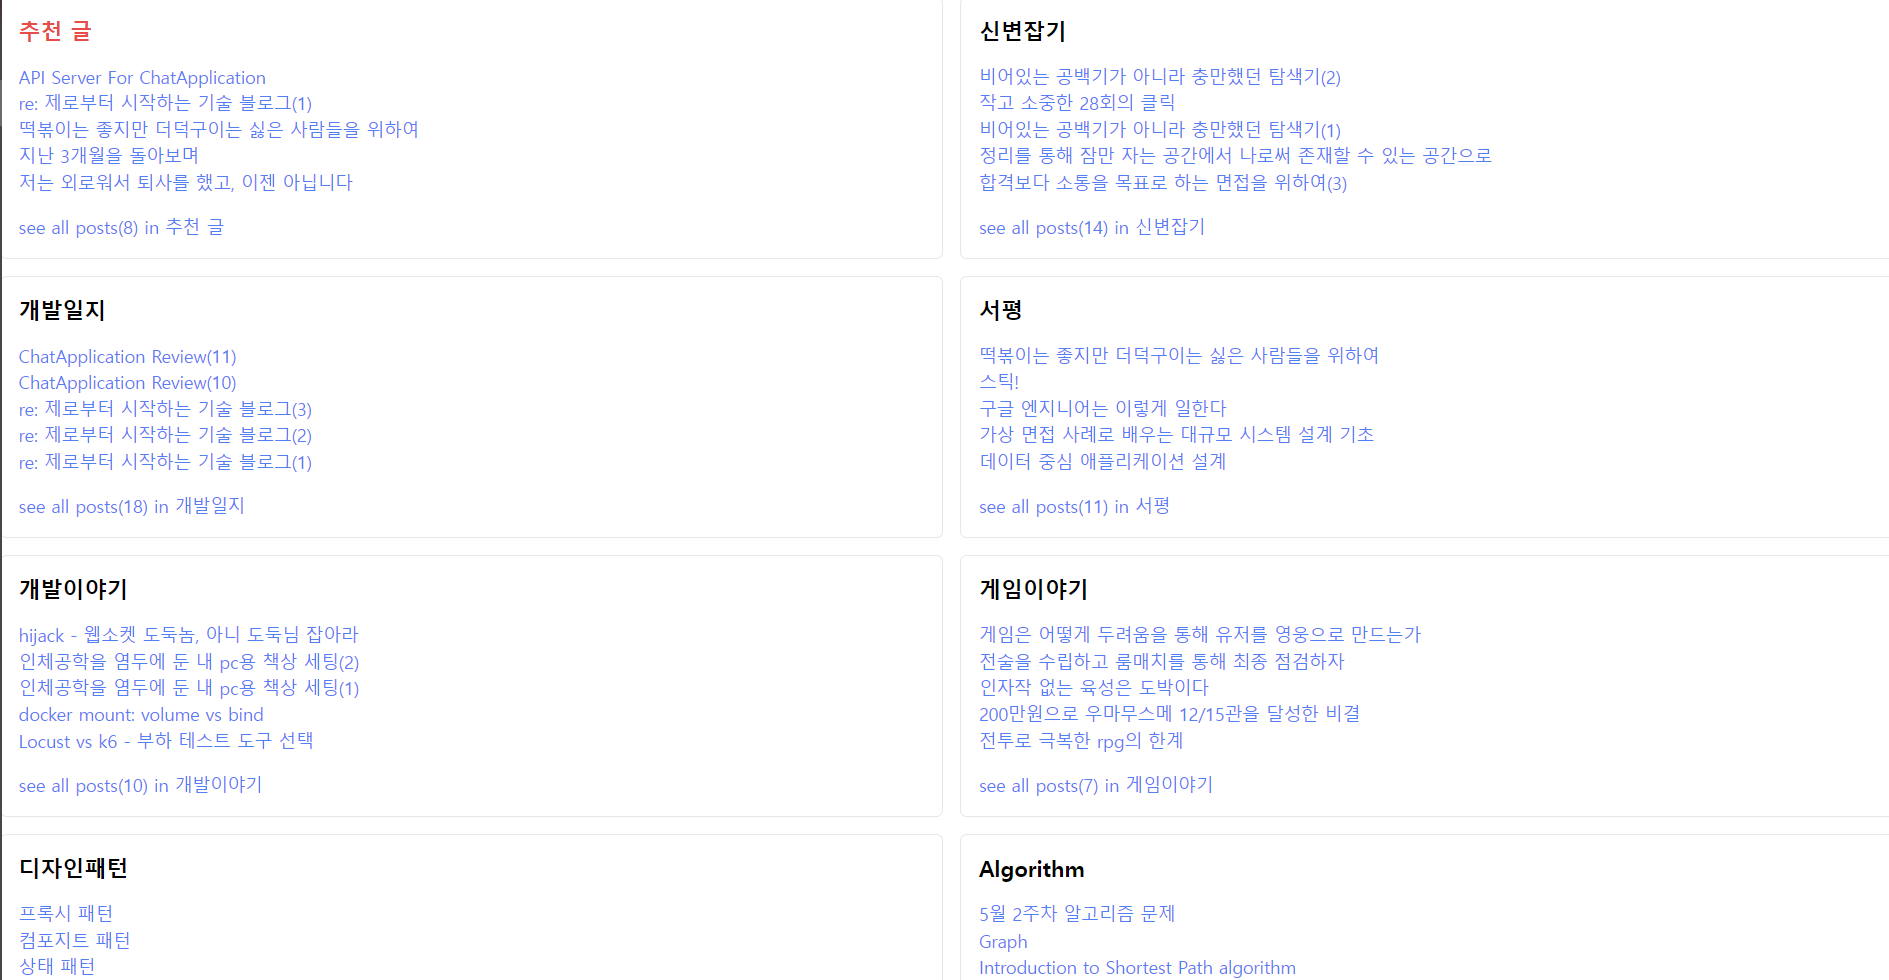 추천 글
API Server For ChatApplication
re: 제로부터 시작하는 기술 블로그(1)
떡볶이는 좋지만 더덕구이는 싫은 사람들을 위하여
지난 3개월을 돌아보며
저는 외로워서 퇴사를 했고, 이젠 아닙니다
see all posts(8) in 추천 글
신변잡기
비어있는 공백기가 아니라 충만했던 탐색기(2)
작고 소중한 28회의 클릭
비어있는 공백기가 아니라 충만했던 탐색기(1)
정리를 통해 잠만 자는 공간에서 나로써 존재할 수 있는 공간으로
합격보다 소통을 목표로 하는 면접을 위하여(3)
see all posts(14) in 신변잡기
개발일지
ChatApplication Review(11)
ChatApplication Review(10)
re: 제로부터 시작하는 기술 블로그(3)
re: 제로부터 시작하는 기술 블로그(2)
re: 제로부터 시작하는 기술 블로그(1)
see all posts(18) in 개발일지
서평
떡볶이는 좋지만 더덕구이는 싫은 사람들을 위하여
스틱!
구글 엔지니어는 이렇게 일한다
가상 면접 사례로 배우는 대규모 시스템 설계 기초
데이터 중심 애플리케이션 설계
see all posts(11) in 서평
개발이야기
hijack - 웹소켓 도둑놈, 아니 도둑님 잡아라
인체공학을 염두에 둔 내 pc용 책상 세팅(2)
인체공학을 염두에 둔 내 pc용 책상 세팅(1)
docker mount: volume vs bind
Locust vs k6 - 부하 테스트 도구 선택
see all posts(10) in 개발이야기
게임이야기
게임은 어떻게 두려움을 통해 유저를 영웅으로 만드는가
전술을 수립하고 룸매치를 통해 최종 점검하자
인자작 없는 육성은 도박이다
200만원으로 우마무스메 12/15관을 달성한 비결
전투로 극복한 rpg의 한계
see all posts(7) in 게임이야기
디자인패턴
프록시 패턴
컴포지트 패턴
상태 패턴
Algorithm
5월 2주차 알고리즘 문제
Graph
Introduction to Shortest Path algorithm